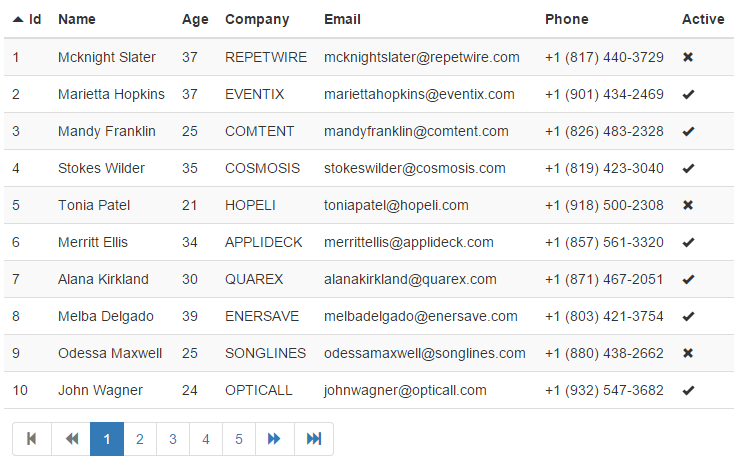 Id Name Age Company Email Phone Active
1 Mcknight Slater 37 REPETWIRE mcknightslater@repetwire.com +1 (817) 440-3729
2 Marietta Hopkins 37 EVENTIX mariettahopkins@eventix.com +1 (901) 434-2469
3 Mandy Franklin 25 COMTENT mandyfranklin@comtent.com +1 (826) 483-2328
4 Stokes Wilder 35 COSMOSIS stokeswilder@cosmosis.com +1 (819) 423-3040
5 Tonia Patel 21 HOPELI toniapatel@hopeli.com +1 (918) 500-2308
6 Merritt Ellis 34 APPLIDECK merrittellis@applideck.com +1 (857) 561-3320
7 Alana Kirkland 30 QUAREX alanakirkland@quarex.com +1 (871) 467-2051
8 Melba Delgado 39 ENERSAVE melbadelgado@enersave.com +1 (803) 421-3754
9 Odessa Maxwell 25 SONGLINES odessamaxwell@songlines.com +1 (880) 438-2662
10 John Wagner 24 OPTICALL johnwagner@opticall.com +1 (932) 547-3682
1 2 3 4 5